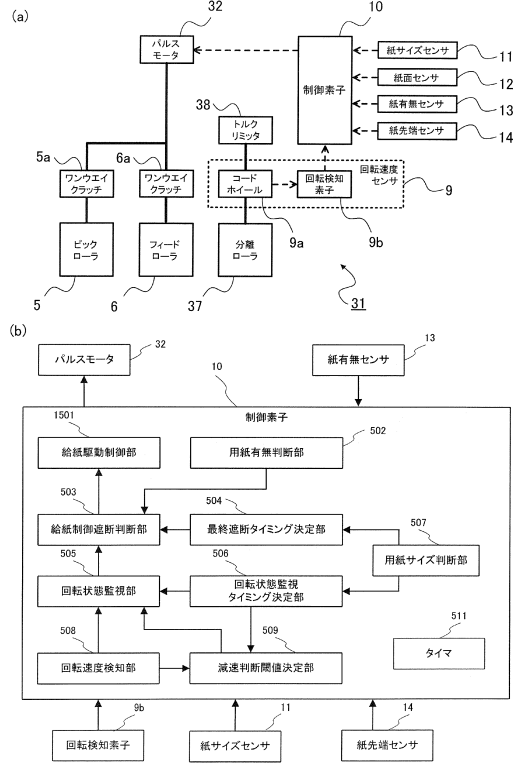 (a)
32
10
パルス
モータ
制御素子
紙サイズセンサ
11
紙面センサ
12
紙有無センサ
13
紙先端センサ
14
38
トルク
リミッタ
5a
ワンウエイ
クラッチ
6a
ワンウエイ
クラッチ
コード
ホイール
回転検知
素子
回転速度
センサ
9
9a
9b
ピック
ローラ
フィード
ローラ
分離
ローラ
5
6
37
31
(b)
32
パルスモータ
13
紙有無センサ
10
制御素子
1501
給紙駆動制御部
502
用紙有無判断部
503
給紙制御遮断判断部
504
最終遮断タイミング決定部
507
用紙サイズ判断部
505
回転状態監視部
506
回転状態監視
タイミング決定部
508
回転速度検知部
509
減速判断閾値決定部
511
タイマ
9b
回転検知素子
11
紙サイズセンサ
14
紙先端センサ